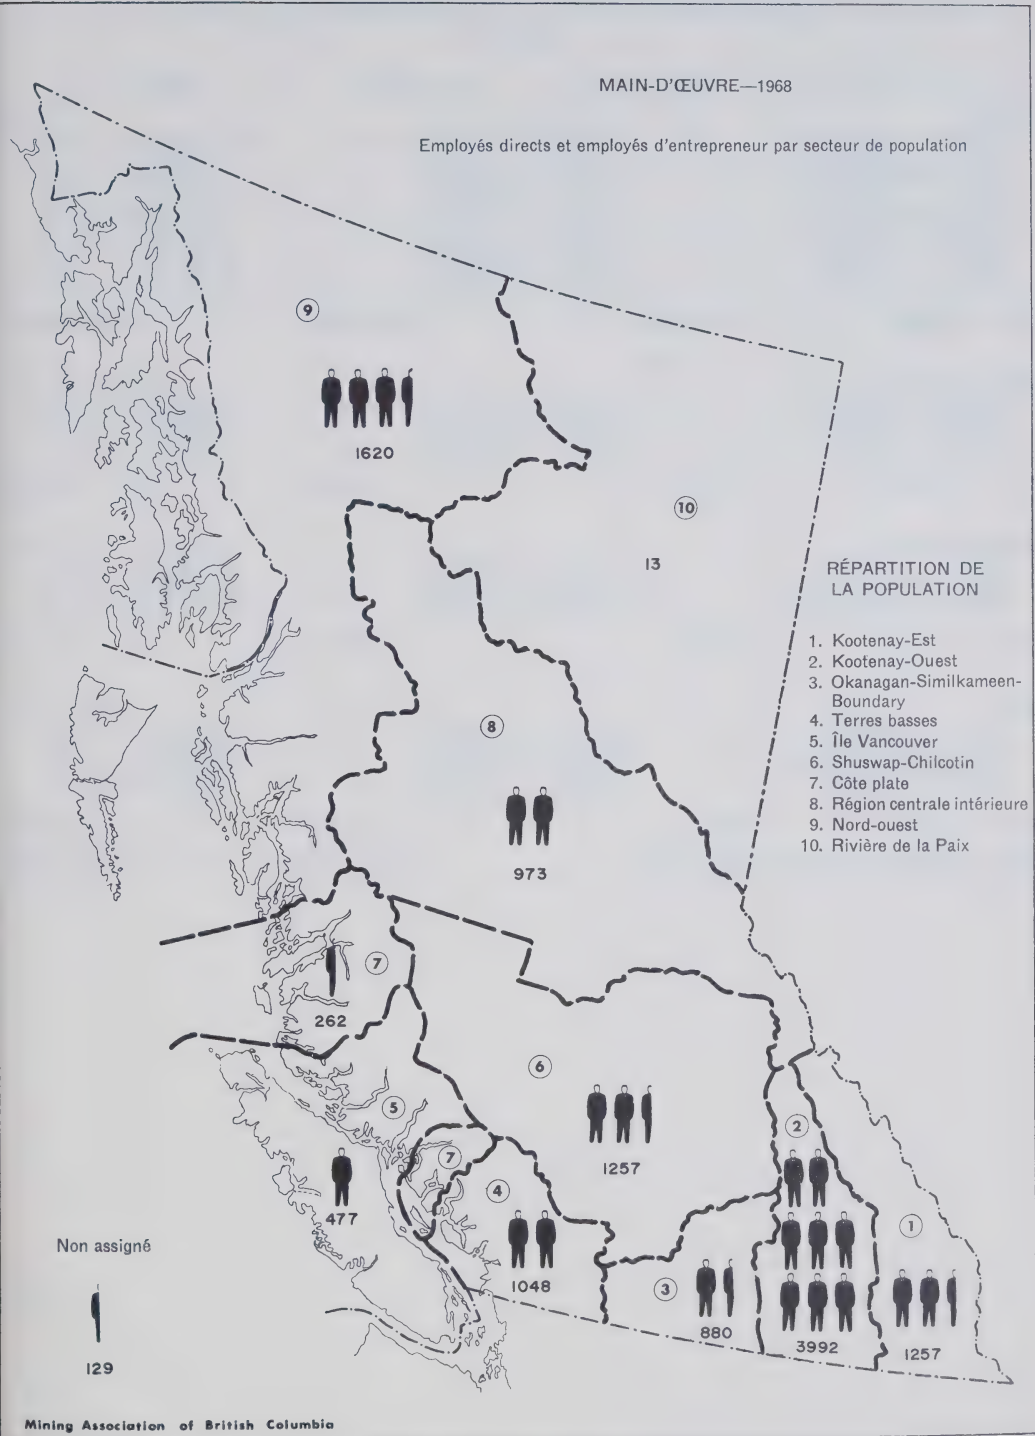 MAIN-D'ŒUVRE—1968
Employés directs et employés d'entrepreneur par secteur de population
9
1620
10
13
RÉPARTITION DE
LA POPULATION
1. Kootenay-Est
2. Kootenay-Ouest
3. Okanagan-Similkameen-
Boundary
4. Terres basses
5. Île Vancouver
6. Shuswap-Chilcotin
7. Côte plate
8. Région centrale intérieure
9. Nord-ouest
10. Rivière de la Paix
8
973
7
262
6
1257
5
477
7
4
1048
2
3992
1
1257
3
880
Non assigné
129
Mining Association of British Columbia